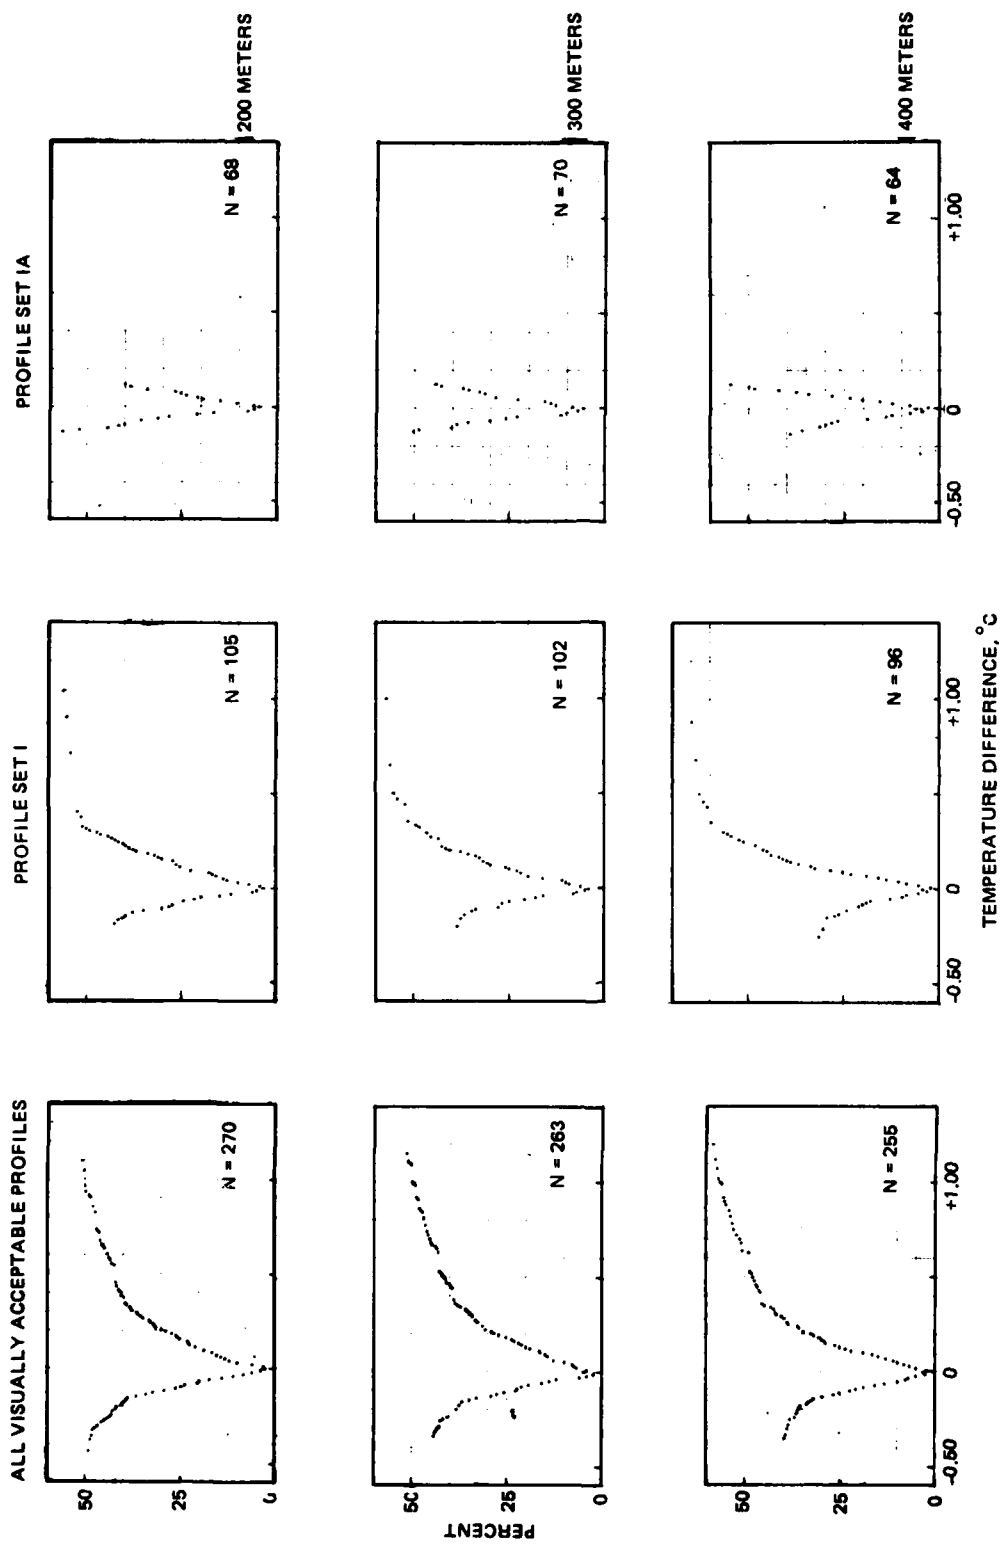 ALL VISUALLY ACCEPTABLE PROFILES
PROFILE SET I
PROFILE SET IA
50
25
0
N = 270
N = 105
N = 68
200 METERS
PERCENT
50
25
0
N = 263
N = 102
N = 70
300 METERS
50
25
0
N = 255
N = 96
N = 64
400 METERS
-0.50
0
+1.00
-0.50
0
+1.00
-0.50
0
+1.00
TEMPERATURE DIFFERENCE, °C